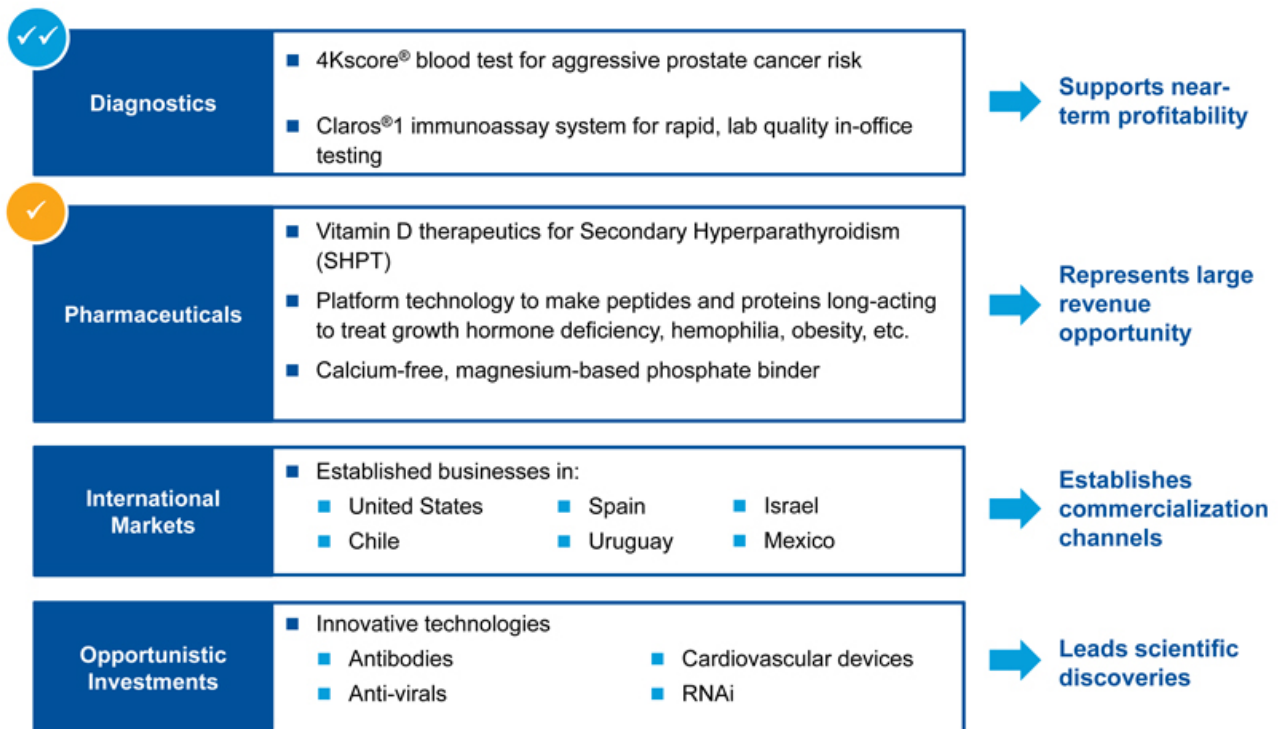 Diagnostics
4Kscore® blood test for aggressive prostate cancer risk
Claros®1 immunoassay system for rapid, lab quality in-office
testing
Supports near-
term profitability
Pharmaceuticals
Vitamin D therapeutics for Secondary Hyperparathyroidism
(SHPT)
Platform technology to make peptides and proteins long-acting
to treat growth hormone deficiency, hemophilia, obesity, etc.
Calcium-free, magnesium-based phosphate binder
Represents large
revenue
opportunity
International
Markets
Established businesses in:
United States Spain Israel
Chile Uruguay Mexico
Establishes
commercialization
channels
Opportunistic
Investments
Innovative technologies
Antibodies Cardiovascular devices
Anti-virals RNAi
Leads scientific
discoveries